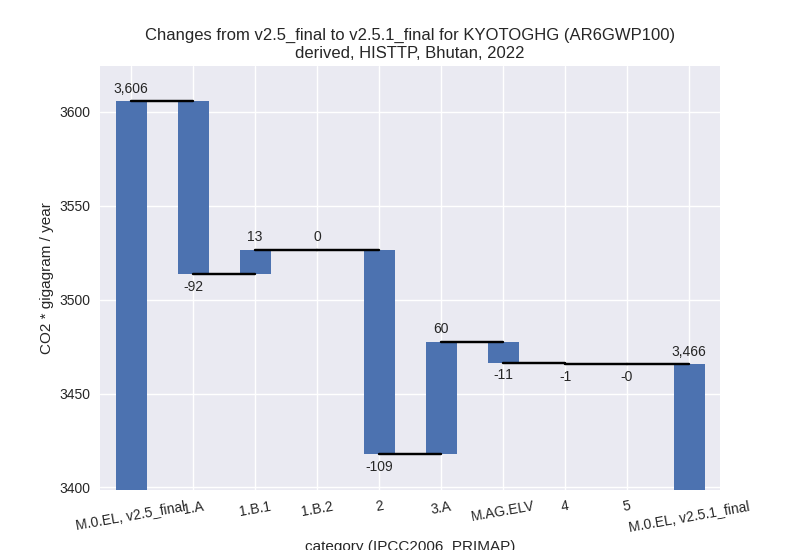 Changes from v2.5_final to v2.5.1_final for KYOTOGHG (AR6GWP100)
derived, HISTTP, Bhutan, 2022
3,606
-92
13
0
-109
60
-11
-1
-0
3,466
3600
3550
3500
3450
3400
CO2 * gigagram / year
M.0.EL, v2.5_final
1.A
1.B.1
1.B.2
2
3.A
M.AG.ELV
4
5
M.0.EL, v2.5.1_final
category (IPCC2006_PRIMAP)